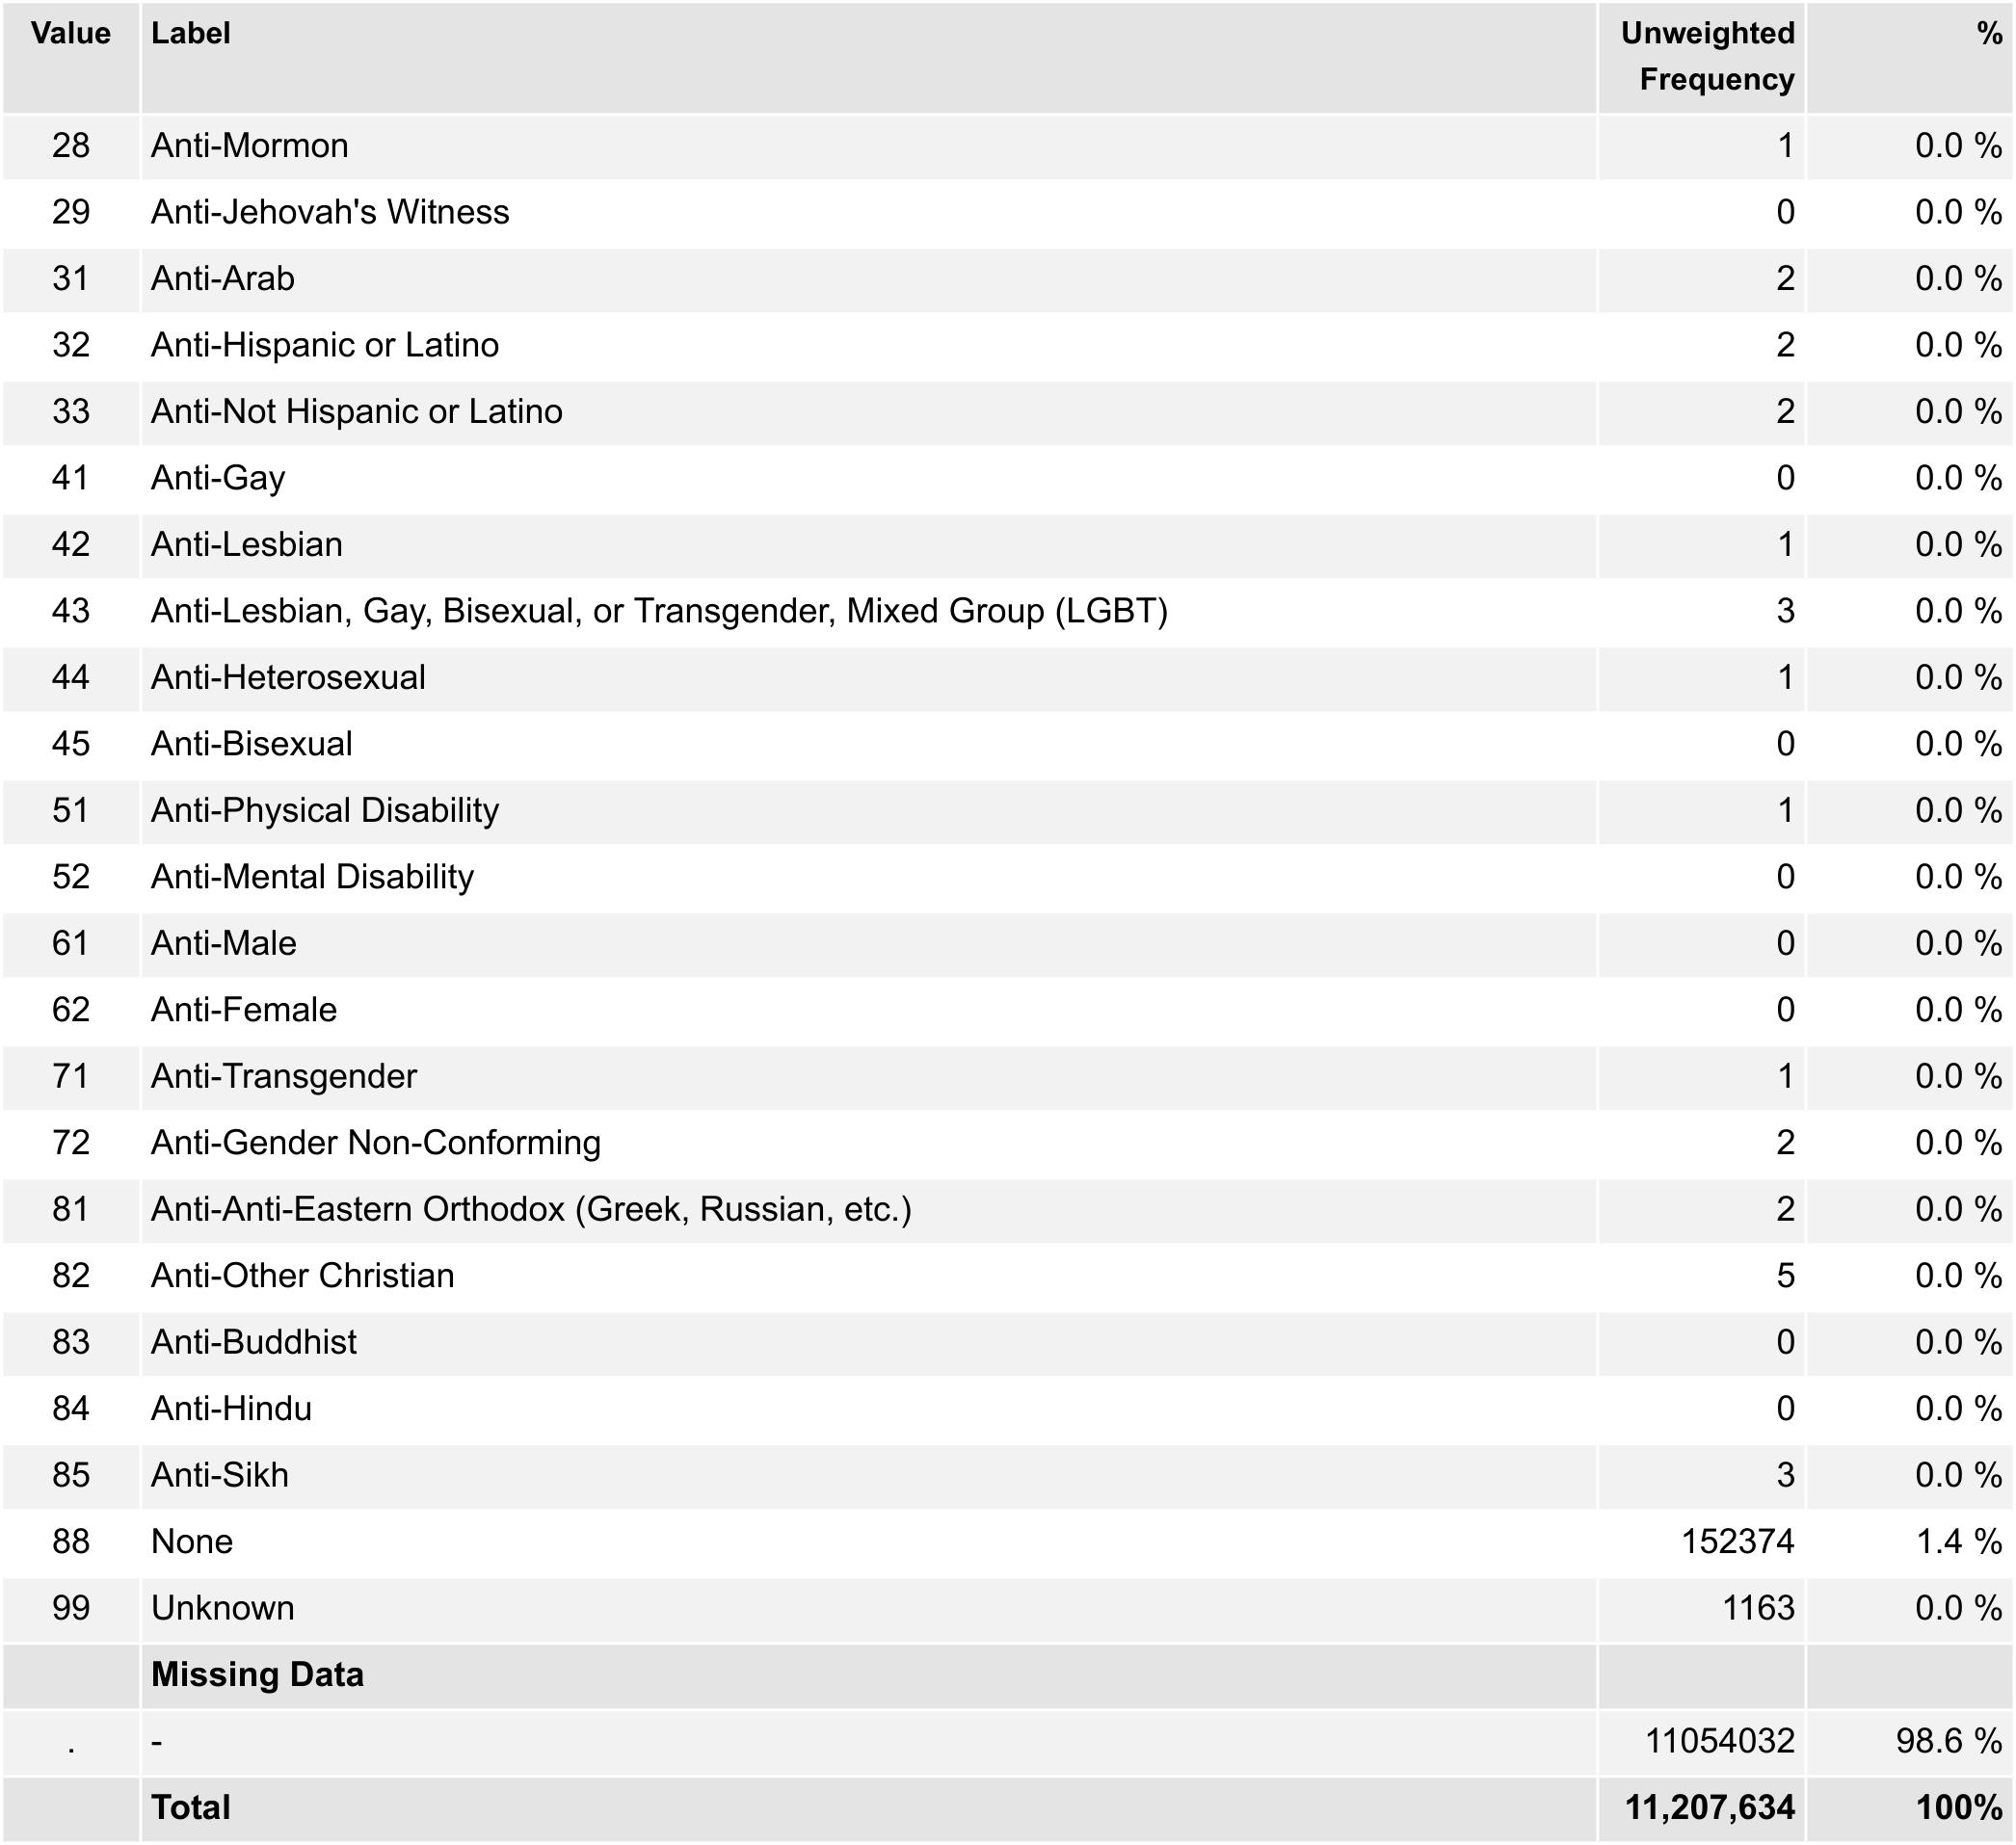 Value Label Unweighted Frequency %
28 Anti-Mormon 1 0.0 %
29 Anti-Jehovah's Witness 0 0.0 %
31 Anti-Arab 2 0.0 %
32 Anti-Hispanic or Latino 2 0.0 %
33 Anti-Not Hispanic or Latino 2 0.0 %
41 Anti-Gay 0 0.0 %
42 Anti-Lesbian 1 0.0 %
43 Anti-Lesbian, Gay, Bisexual, or Transgender, Mixed Group (LGBT) 3 0.0 %
44 Anti-Heterosexual 1 0.0 %
45 Anti-Bisexual 0 0.0 %
51 Anti-Physical Disability 1 0.0 %
52 Anti-Mental Disability 0 0.0 %
61 Anti-Male 0 0.0 %
62 Anti-Female 0 0.0 %
71 Anti-Transgender 1 0.0 %
72 Anti-Gender Non-Conforming 2 0.0 %
81 Anti-Anti-Eastern Orthodox (Greek, Russian, etc.) 2 0.0 %
82 Anti-Other Christian 5 0.0 %
83 Anti-Buddhist 0 0.0 %
84 Anti-Hindu 0 0.0 %
85 Anti-Sikh 3 0.0 %
88 None 152374 1.4 %
99 Unknown 1163 0.0 %
Missing Data
. - 11054032 98.6 %
Total 11,207,634 100%